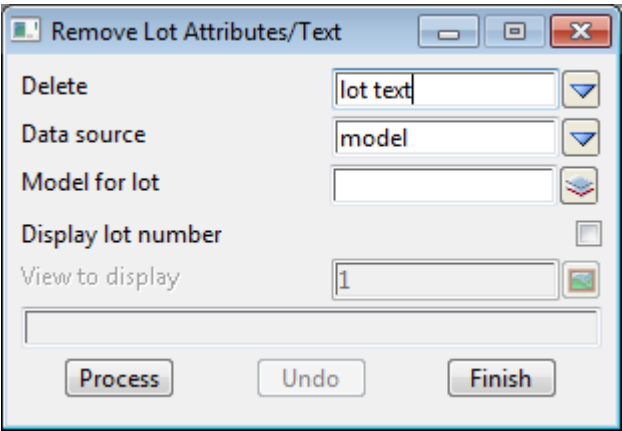 Remove Lot Attributes/Text
Delete lot text
Data source model
Model for lot
Display lot number
View to display 1
Process Undo Finish